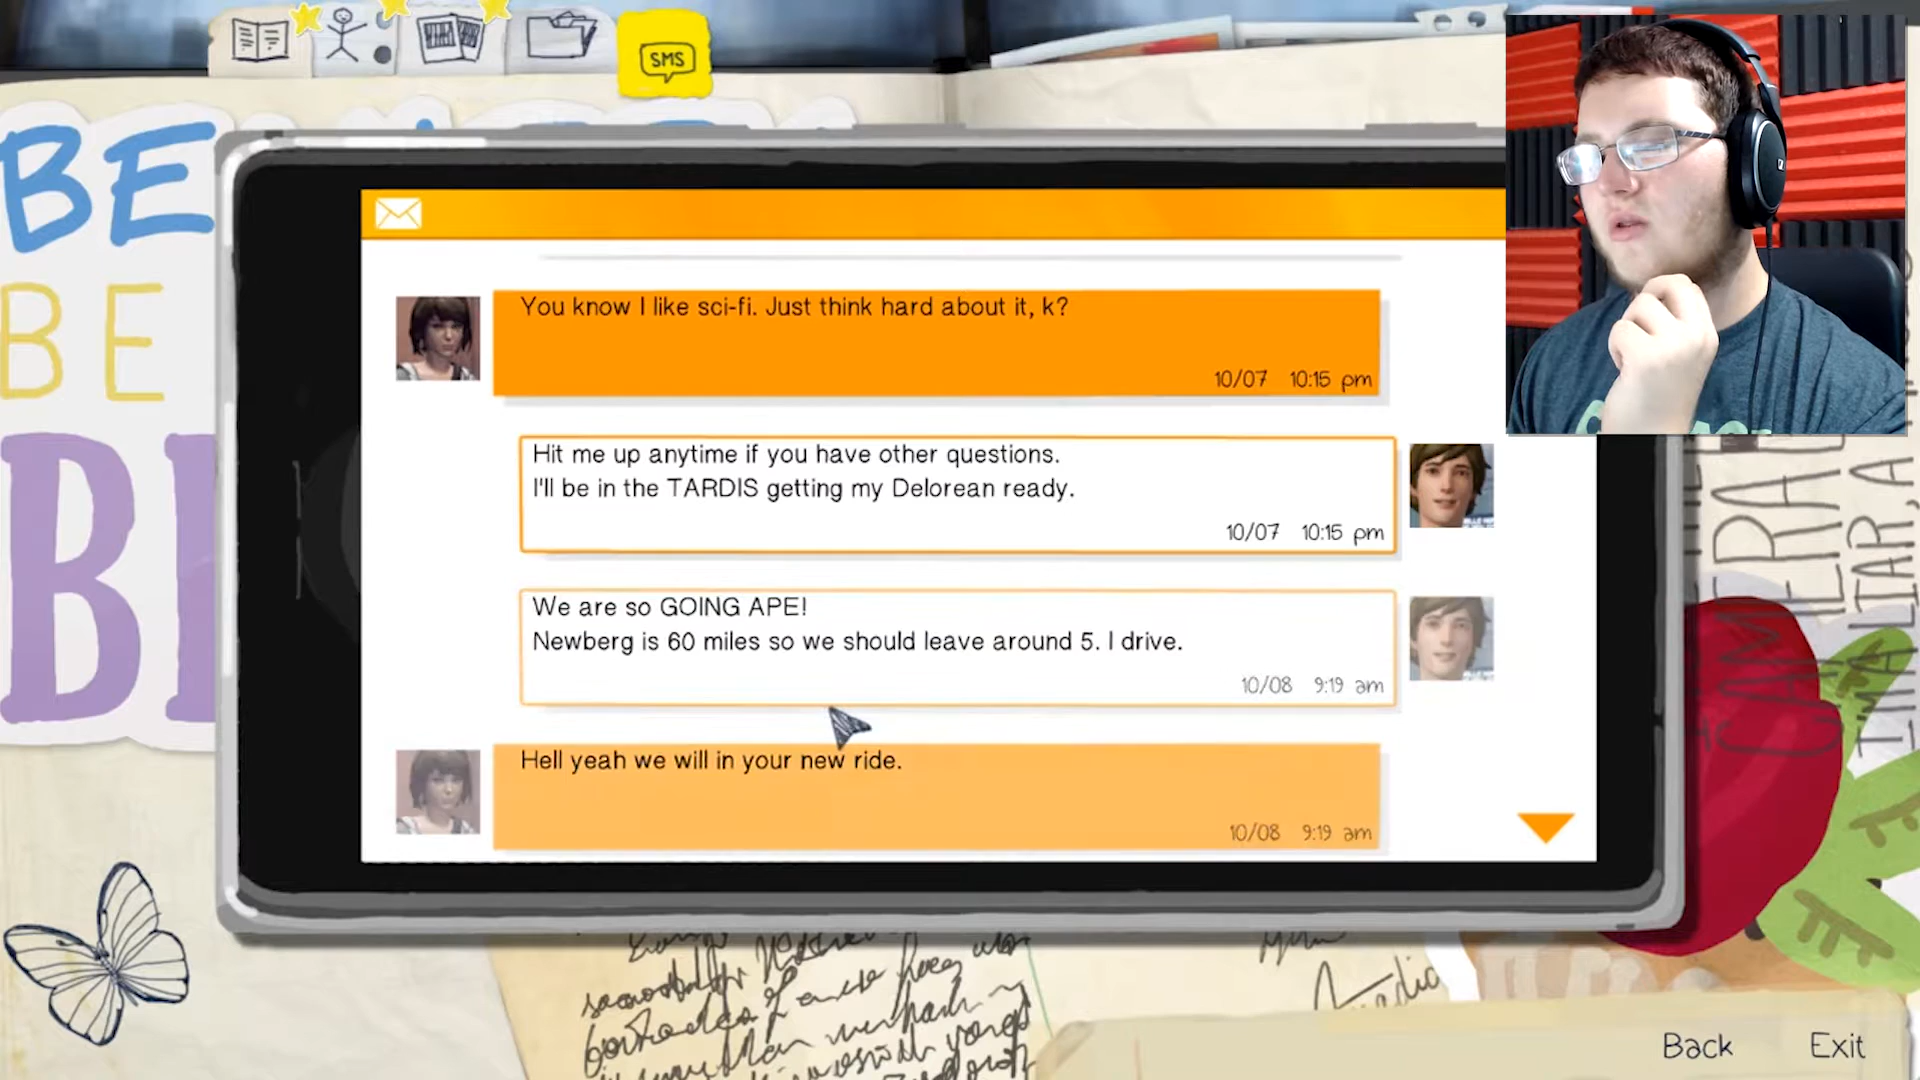 SMS
BE
BE
You know I like sci-fi. Just think hard about it, k?
10/07 10:15 pm
Hit me up anytime if you have other questions.
I'll be in the TARDIS getting my Delorean ready.
10/07 10:15 pm
We are so GOING APE!
Newberg is 60 miles so we should leave around 5. I drive.
10/08 9:19 am
Hell yeah we will in your new ride.
10/08 9:19 am
Back
Exit